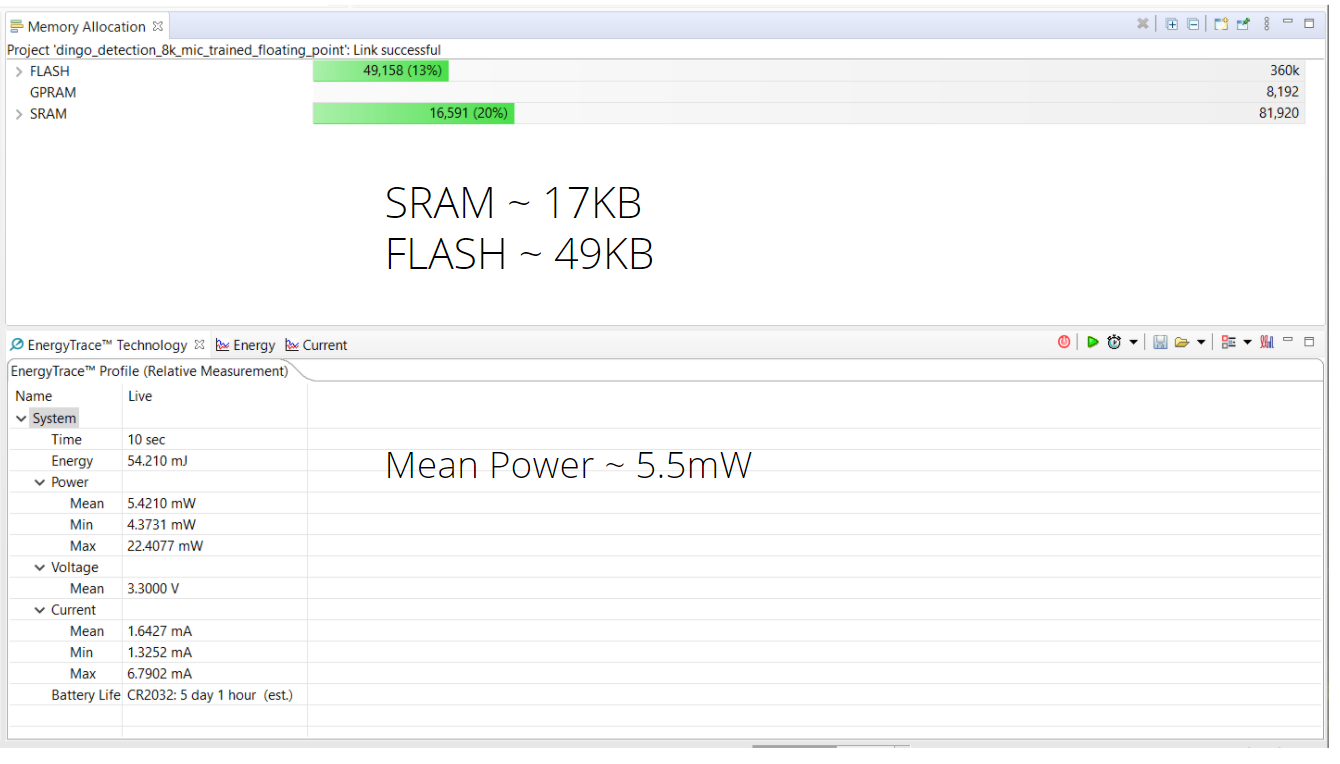 Memory Allocation
Project 'dingo_detection_8k_mic_trained_floating_point': Link successful
FLASH 49,158 (13%) 360k
GPRAM 8,192
SRAM 16,591 (20%) 81,920
SRAM ~ 17KB
FLASH ~ 49KB
EnergyTrace™ Technology Energy Current
EnergyTrace™ Profile (Relative Measurement)
Name Live
System
Time 10 sec
Energy 54.210 mJ
Mean Power ~ 5.5mW
Power
Mean 5.4210 mW
Min 4.3731 mW
Max 22.4077 mW
Voltage
Mean 3.3000 V
Current
Mean 1.6427 mA
Min 1.3252 mA
Max 6.7902 mA
Battery Life CR2032: 5 day 1 hour (est.)